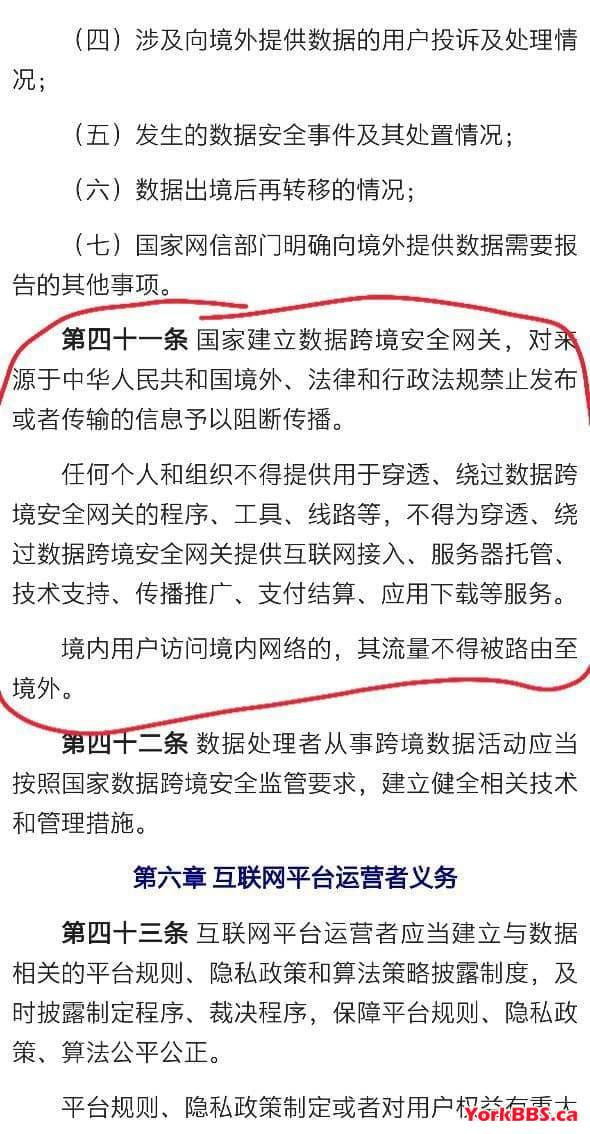 （四）涉及向境外提供数据的用户投诉及处理情
况；
（五）发生的数据安全事件及其处置情况；
（六）数据出境后再转移的情况；
（七）国家网信部门明确向境外提供数据需要报
告的其他事项。
第四十一条 国家建立数据跨境安全网关，对来
源于中华人民共和国境外、法律和行政法规禁止发布
或者传输的信息予以阻断传播。
任何个人和组织不得提供用于穿透、绕过数据跨
境安全网关的程序、工具、线路等，不得为穿透、绕
过数据跨境安全网关提供互联网接入、服务器托管、
技术支持、传播推广、支付结算、应用下载等服务。
境内用户访问境内网络的，其流量不得被路由至
境外。
第四十二条 数据处理者从事跨境数据活动应当
按照国家数据跨境安全监管要求，建立健全相关技术
和管理措施。
第六章 互联网平台运营者义务
第四十三条 互联网平台运营者应当建立与数据
相关的平台规则、隐私政策和算法策略披露制度，及
时披露制定程序、裁决程序，保障平台规则、隐私政
策、算法公平公正。
平台规则、隐私政策制定或者对用户权益有重大
YorkBBS.ca